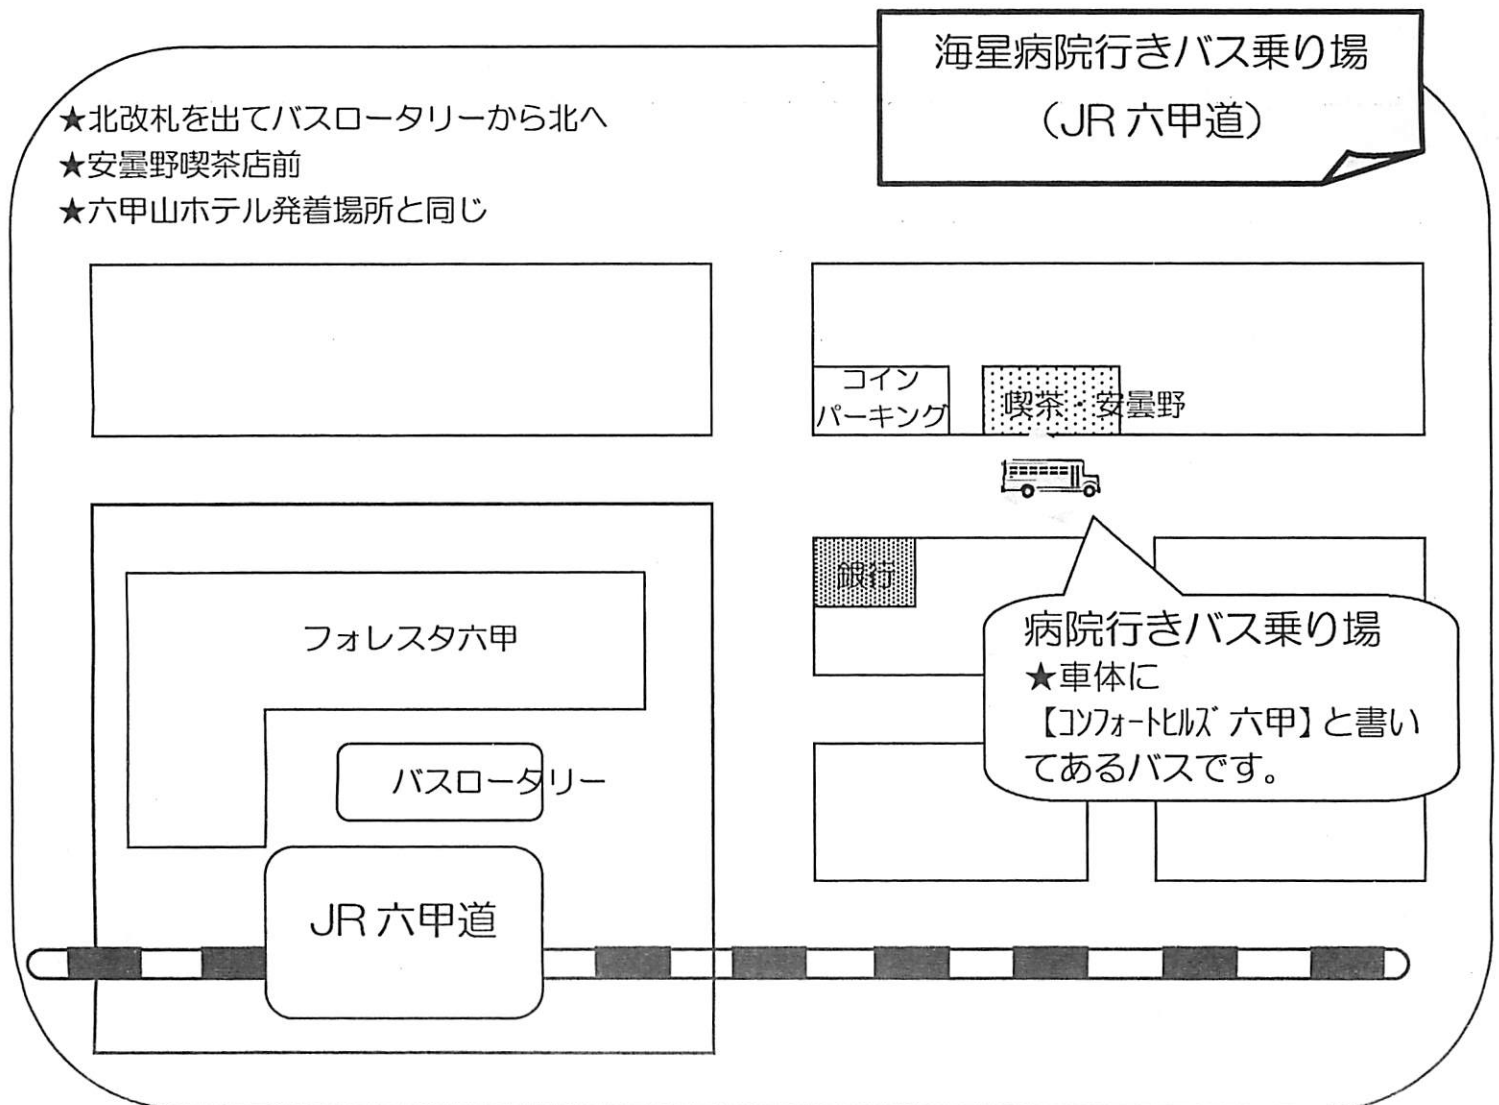 海星病院行きバス乗り場
（JR 六甲道）
★北改札を出てバスロータリーから北へ
★安曇野喫茶店前
★六甲山ホテル発着場所と同じ
コイン
パーキング
喫茶・安曇野
銀行
フォレスタ六甲
病院行きバス乗り場
★車体に
【ｺﾝﾌｫｰﾄﾋﾙｽﾞ 六甲】と書い
てあるバスです。
バスロータリー
JR 六甲道